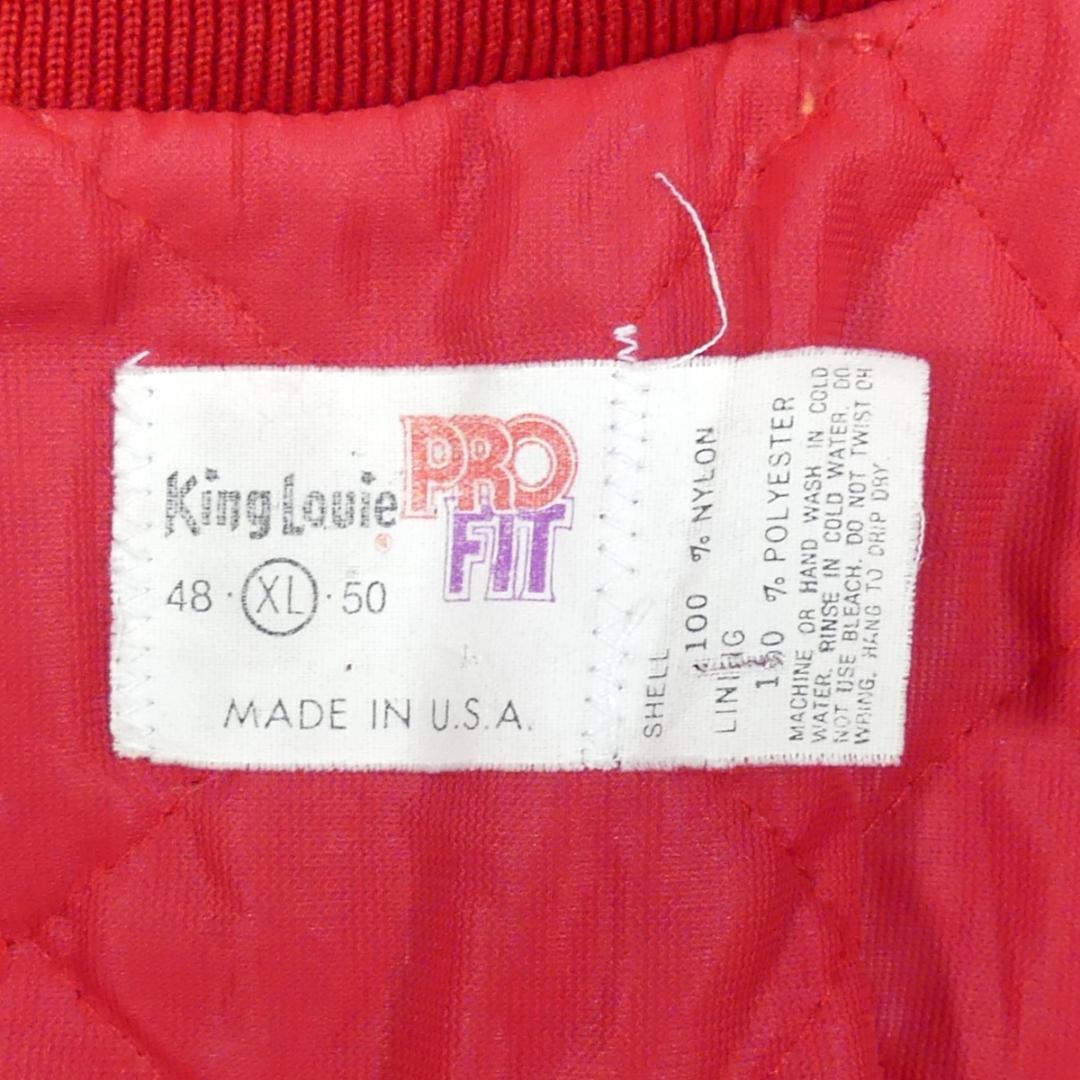 King Louie
PRO
FIT
48 · XL · 50
MADE IN U.S.A.
SHELL
100 % NYLON
LINING
100 % POLYESTER
MACHINE OR HAND WASH IN COLD
WATER. RINSE IN COLD WATER. DO
NOT USE BLEACH. DO NOT TWIST OR
WRING. HANG TO DRIP DRY.